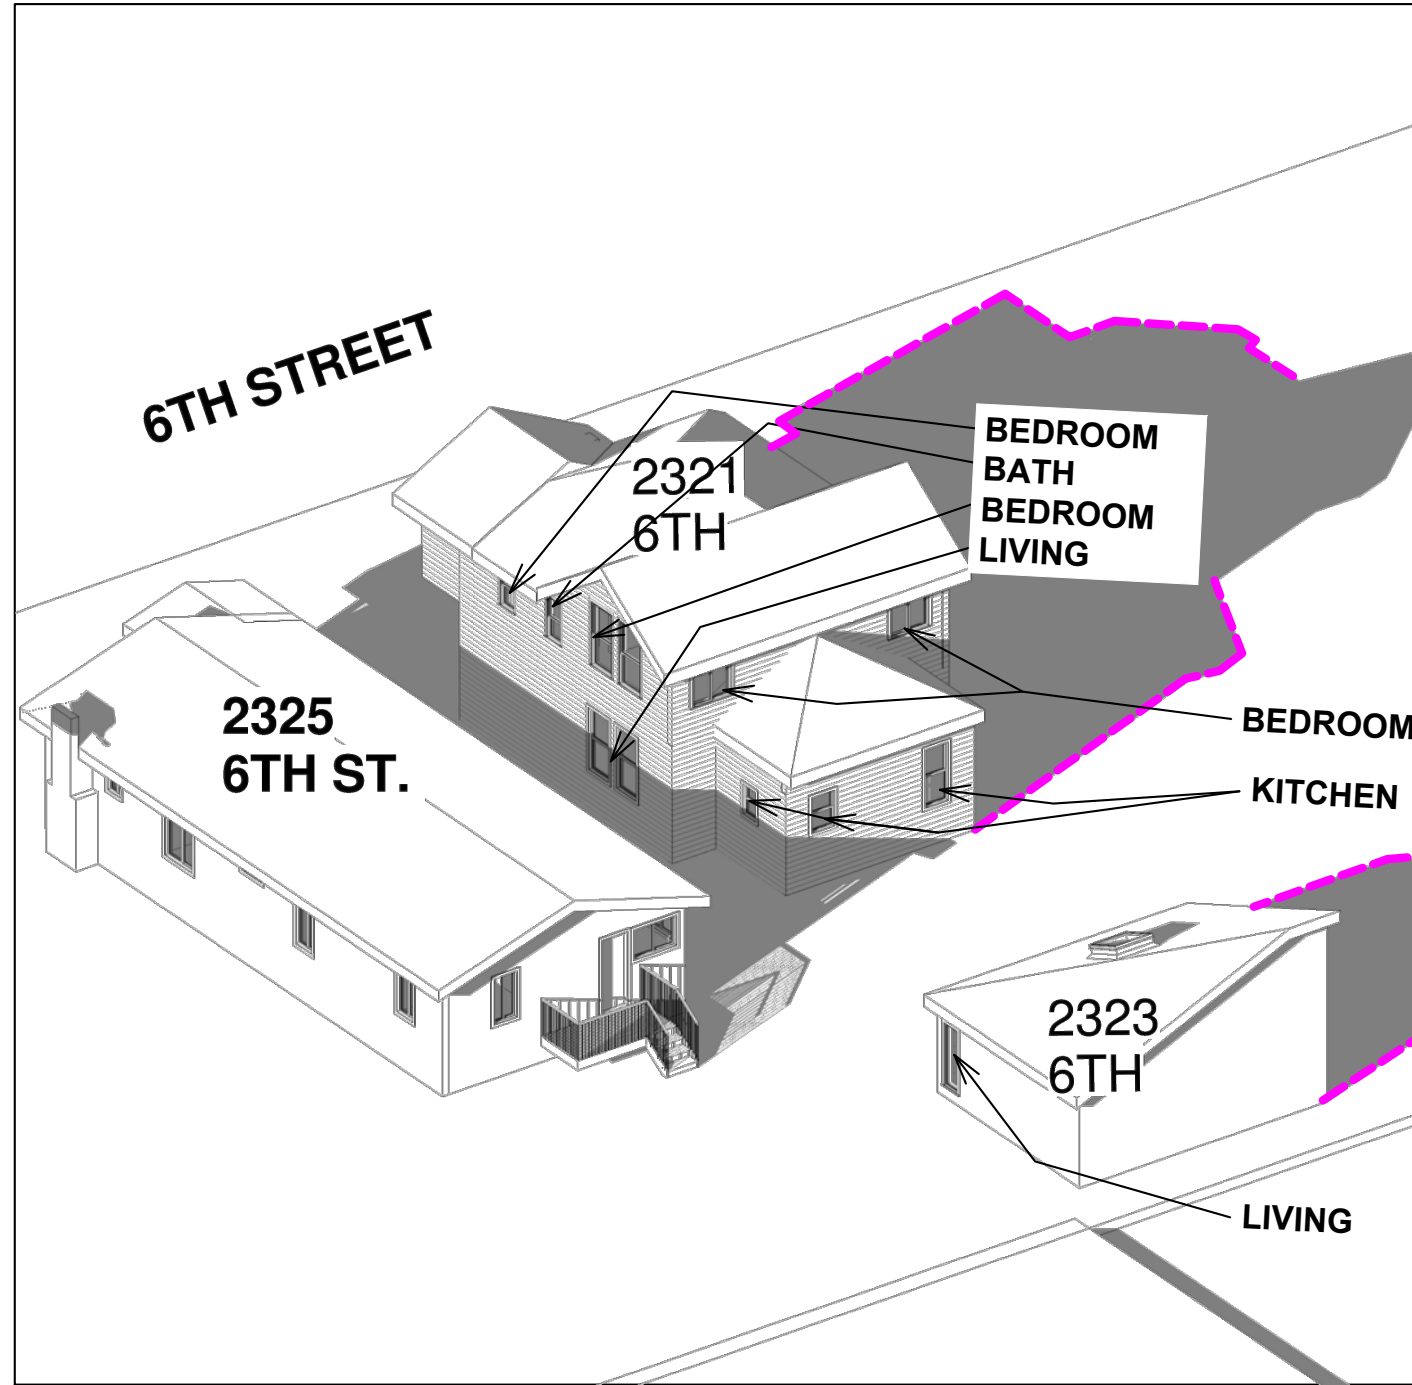 6TH STREET
BEDROOM
BATH
BEDROOM
LIVING
2321
6TH
2325
6TH ST.
BEDROOM
KITCHEN
2323
6TH
LIVING